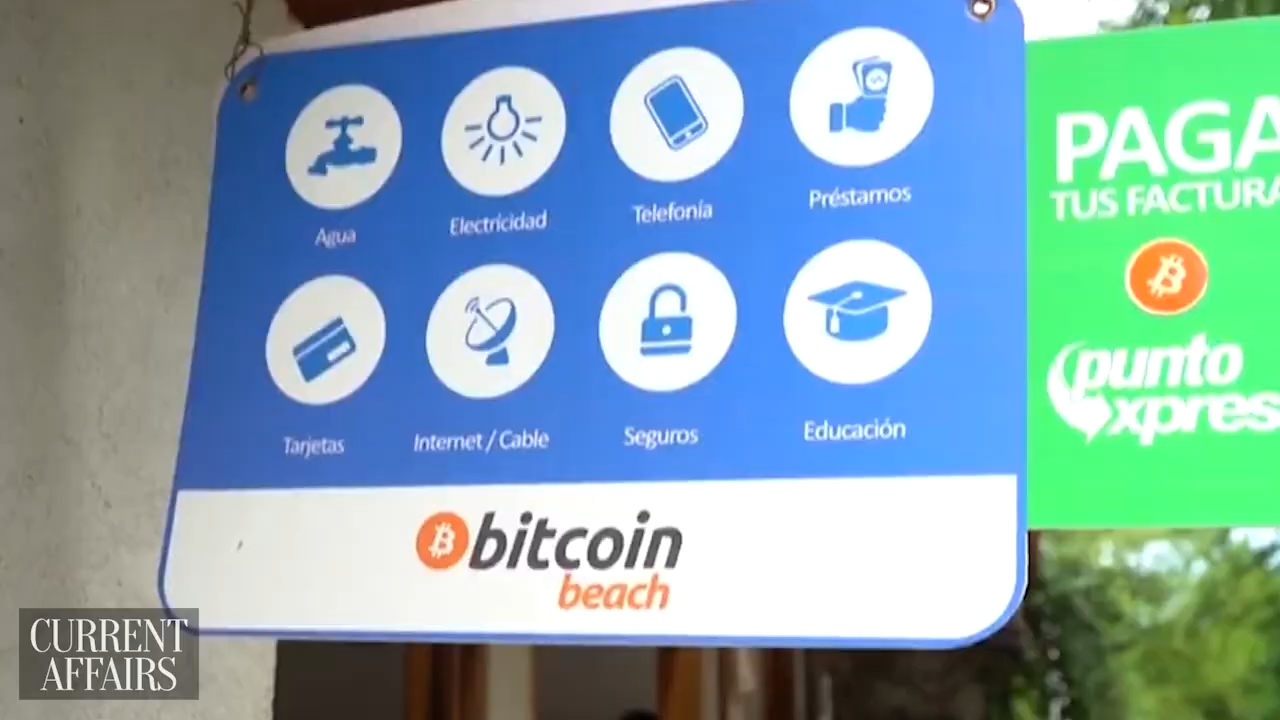 Agua
Electricidad
Telefonía
Préstamos
Tarjetas
Internet / Cable
Seguros
Educación
bitcoin
beach
PAGA
TUS FACTURA
punto
xpres
CURRENT
AFFAIRS